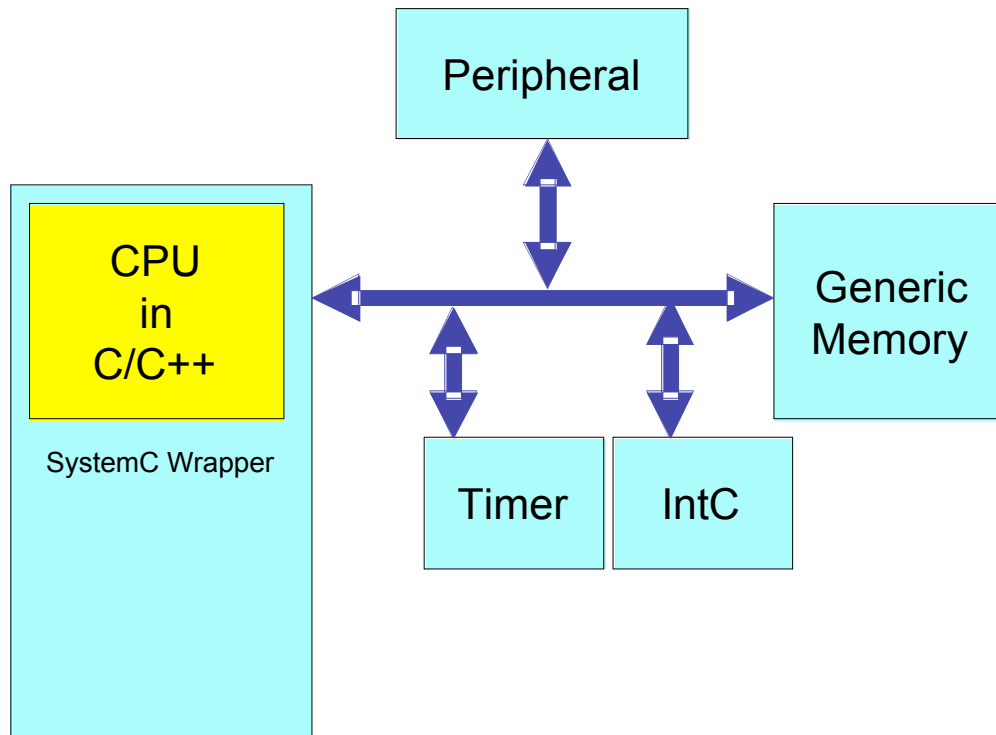 Peripheral
CPU
in
C/C++
SystemC Wrapper
Generic
Memory
Timer
IntC